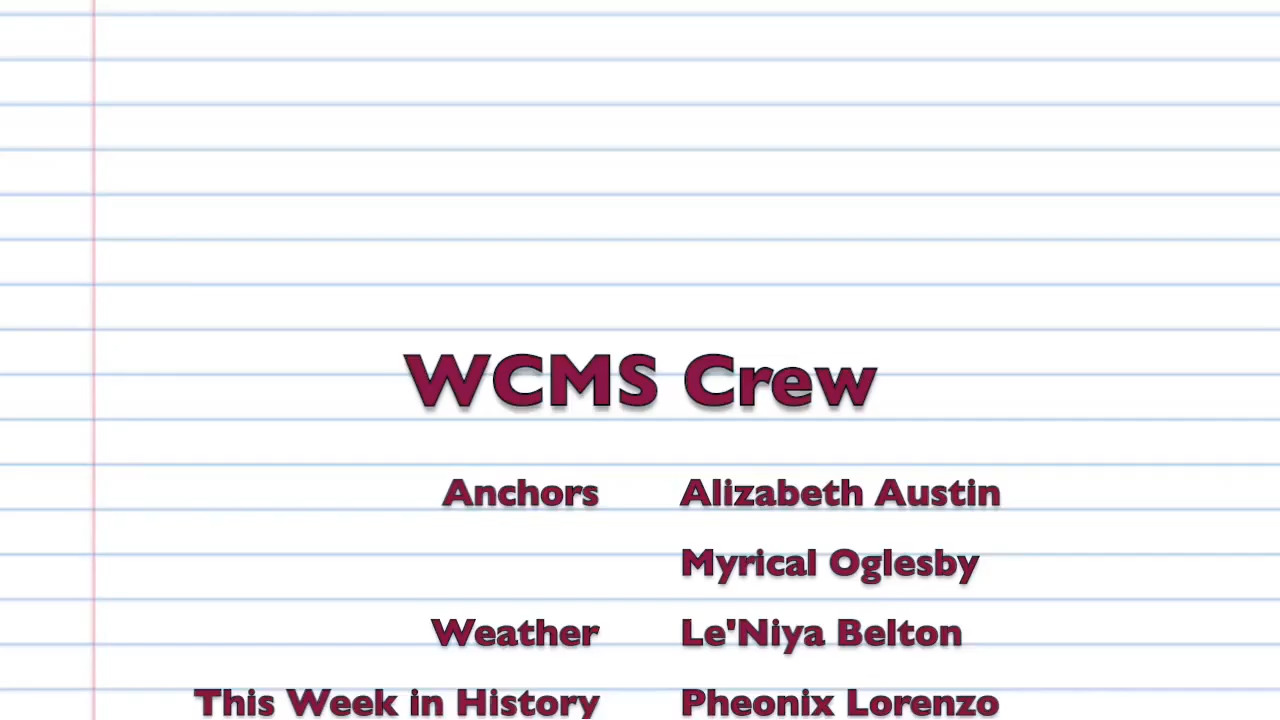 WCMS Crew
Anchors Alizabeth Austin
Myrical Oglesby
Weather Le'Niya Belton
This Week in History Pheonix Lorenzo